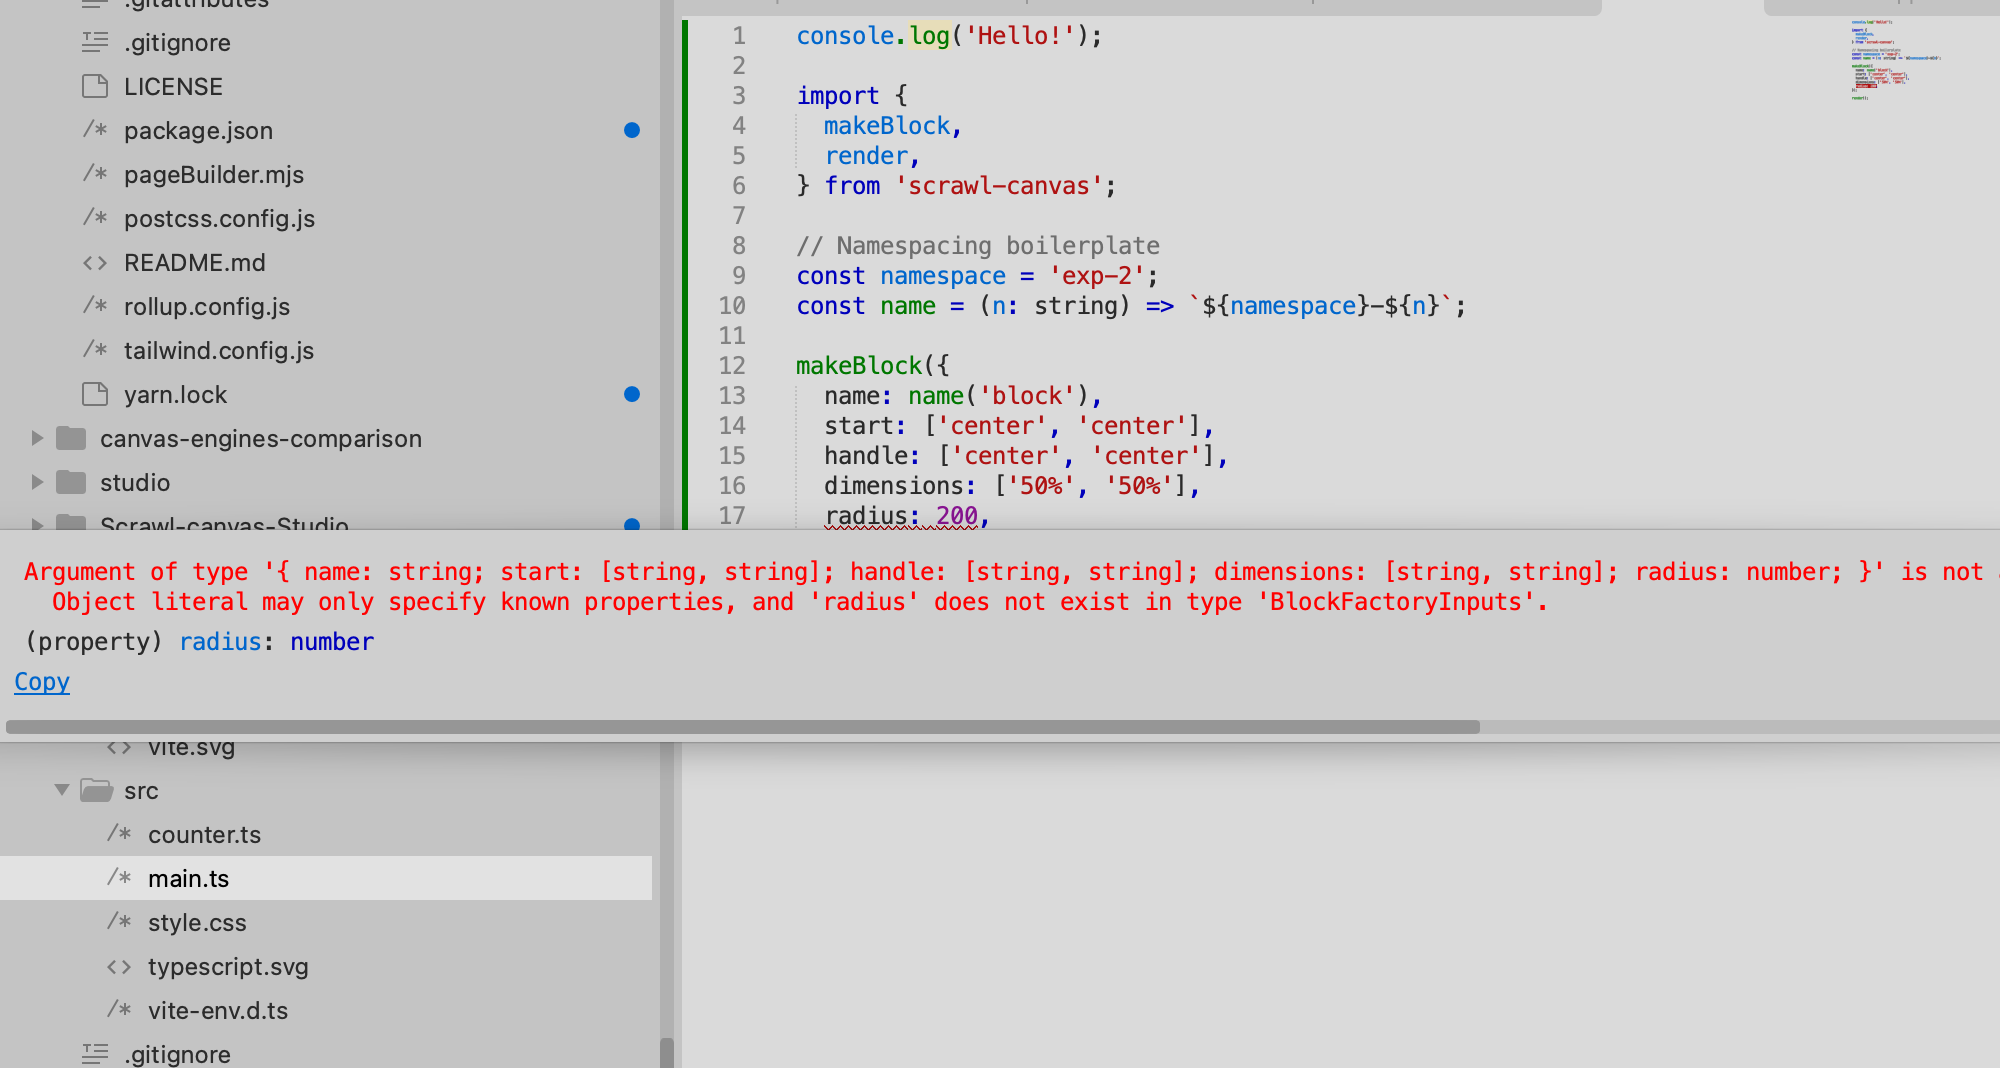 .gitattributes
.gitignore
LICENSE
package.json
pageBuilder.mjs
postcss.config.js
README.md
rollup.config.js
tailwind.config.js
yarn.lock
canvas-engines-comparison
studio
Scrawl-canvas-Studio
1 console.log('Hello!');
2
3 import {
4 makeBlock,
5 render,
6 } from 'scrawl-canvas';
7
8 // Namespacing boilerplate
9 const namespace = 'exp-2';
10 const name = (n: string) => `${namespace}-${n}`;
11
12 makeBlock({
13 name: name('block'),
14 start: ['center', 'center'],
15 handle: ['center', 'center'],
16 dimensions: ['50%', '50%'],
17 radius: 200,
Argument of type '{ name: string; start: [string, string]; handle: [string, string]; dimensions: [string, string]; radius: number; }' is not
Object literal may only specify known properties, and 'radius' does not exist in type 'BlockFactoryInputs'.
(property) radius: number
Copy
vite.svg
src
counter.ts
main.ts
style.css
typescript.svg
vite-env.d.ts
.gitignore